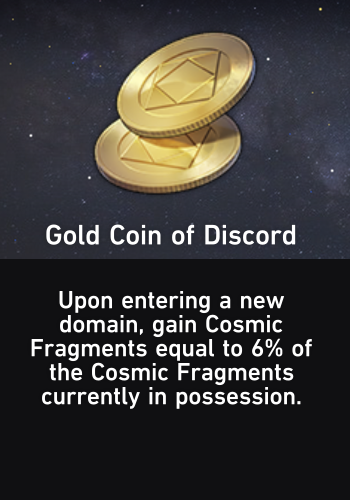 Gold Coin of Discord
Upon entering a new
domain, gain Cosmic
Fragments equal to 6% of
the Cosmic Fragments
currently in possession.